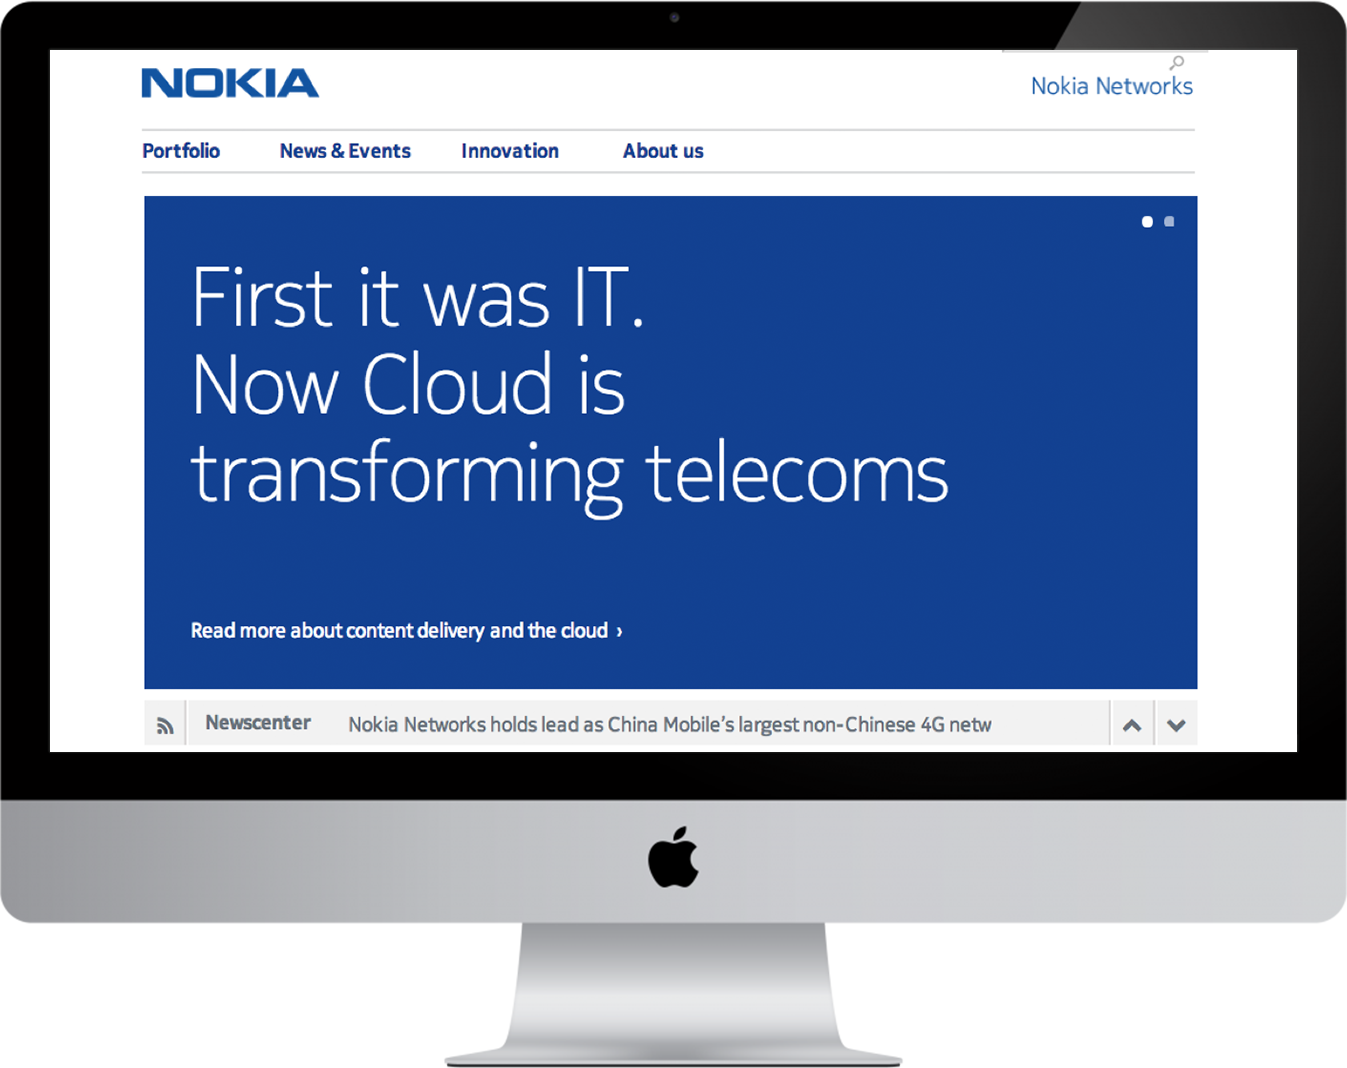 NOKIA
Nokia Networks
Portfolio News & Events Innovation About us
First it was IT.
Now Cloud is
transforming telecoms
Read more about content delivery and the cloud ›
Newscenter Nokia Networks holds lead as China Mobile’s largest non-Chinese 4G netw